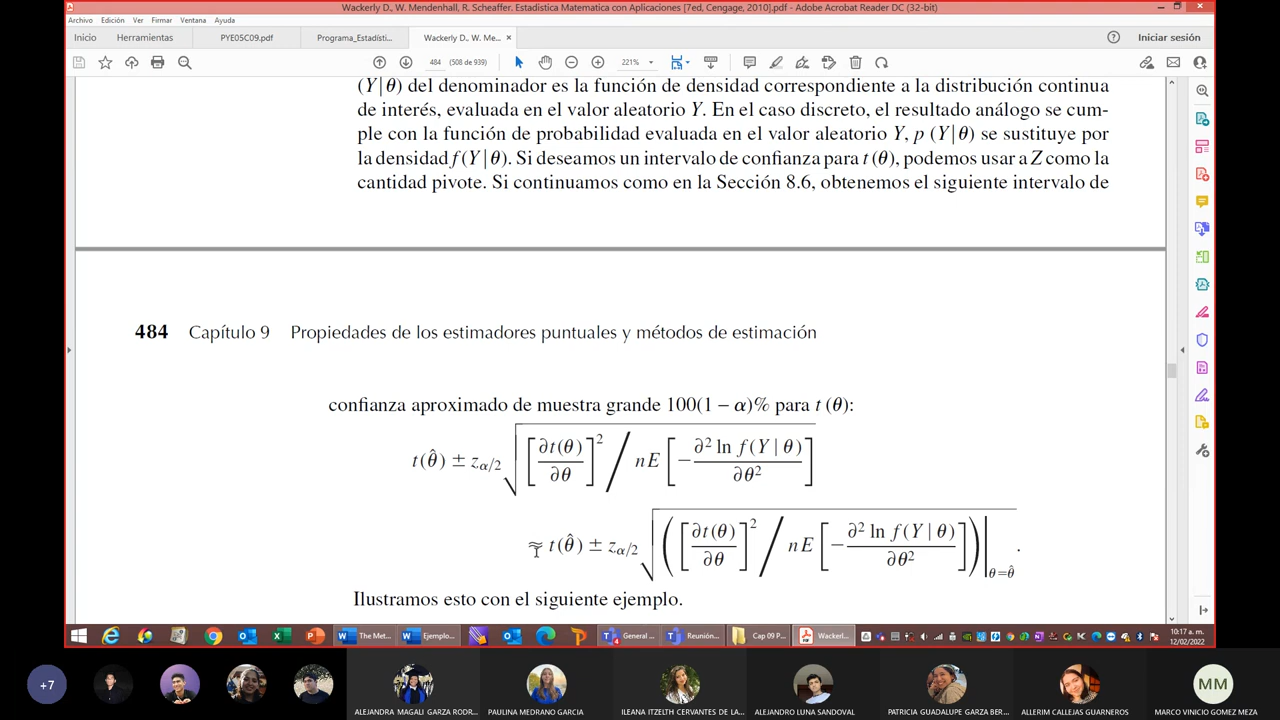 Wackerly D., W. Mendenhall, R. Scheaffer. Estadística Matematica con Aplicaciones [7ed, Cengage, 2010].pdf - Adobe Acrobat Reader DC (32-bit)
Archivo Edición Ver Firmar Ventana Ayuda
Inicio Herramientas PYE05C09.pdf Programa_Estadísti... Wackerly D., W. Me... × Iniciar sesión
484 (508 de 939) 221%
(Y|θ) del denominador es la función de densidad correspondiente a la distribución continua
de interés, evaluada en el valor aleatorio Y. En el caso discreto, el resultado análogo se cum-
ple con la función de probabilidad evaluada en el valor aleatorio Y, p (Y|θ) se sustituye por
la densidad f(Y|θ). Si deseamos un intervalo de confianza para t (θ), podemos usar a Z como la
cantidad pivote. Si continuamos como en la Sección 8.6, obtenemos el siguiente intervalo de
484 Capítulo 9 Propiedades de los estimadores puntuales y métodos de estimación
confianza aproximado de muestra grande 100(1 − α)% para t (θ):
t(θ̂) ± z_{α/2} √([∂t(θ)/∂θ]² / nE[−∂² ln f(Y | θ)/∂θ²])
≈ t(θ̂) ± z_{α/2} √(([∂t(θ)/∂θ]² / nE[−∂² ln f(Y | θ)/∂θ²])|_{θ=θ̂}).
Ilustramos esto con el siguiente ejemplo.
The Met... Ejemplo... General ... Reunión... Cap 09 P... Wackerl... 10:17 a. m.
12/02/2022
+7 MM
ALEJANDRA MAGALI GARZA RODR... PAULINA MEDRANO GARCIA ILEANA ITZELTH CERVANTES DE LA... ALEJANDRO LUNA SANDOVAL PATRICIA GUADALUPE GARZA BER... ALLERIM CALLEJAS GUARNEROS MARCO VINICIO GOMEZ MEZA